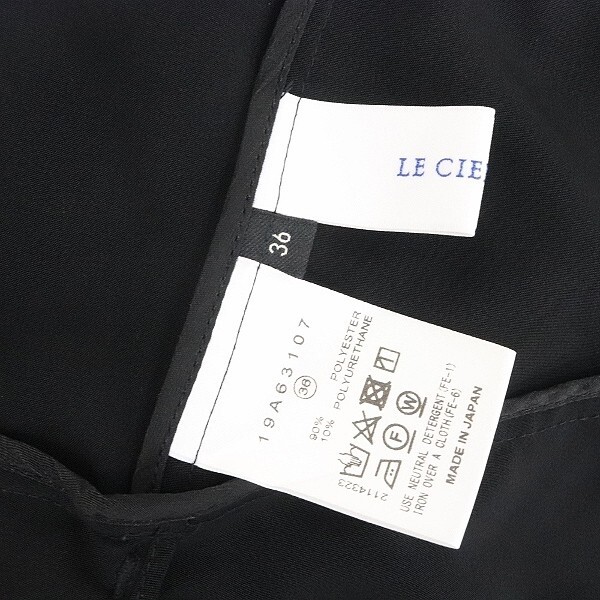 LE CIE
36
19A63107
36
90% POLYESTER
10% POLYURETHANE
2114323
USE NEUTRAL DETERGENT(FE-1)
IRON OVER A CLOTH(FE-6)
MADE IN JAPAN